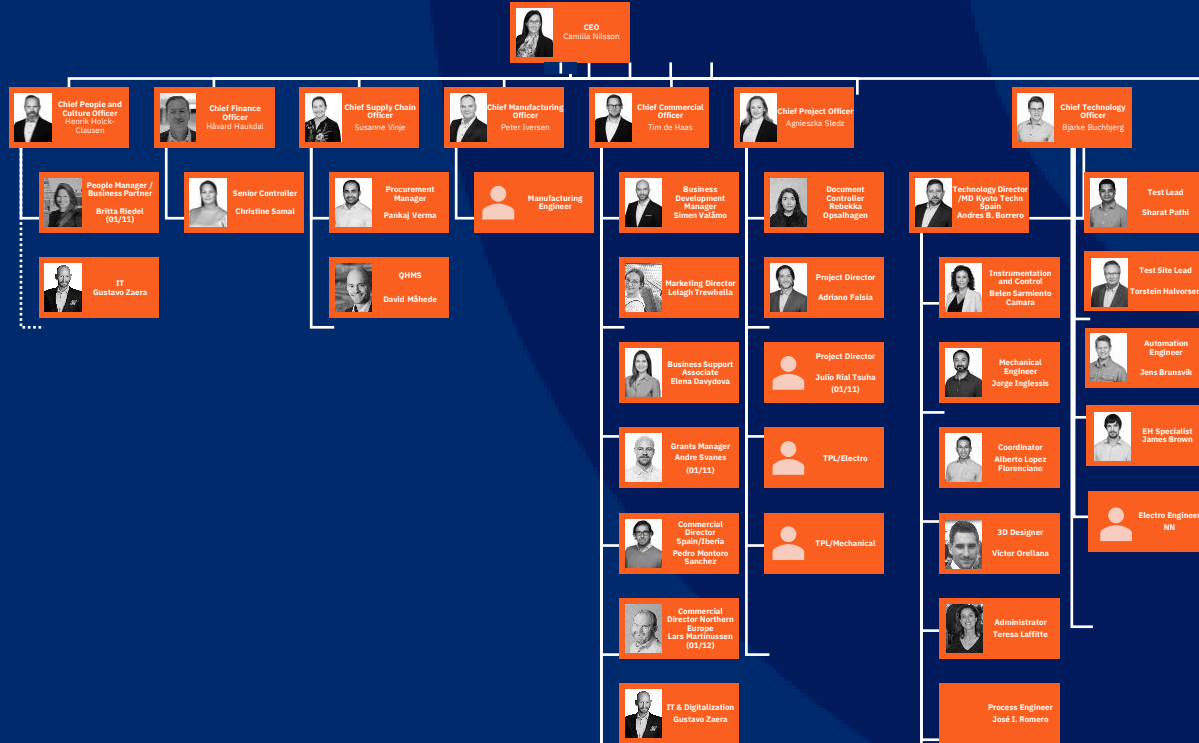 CEO
Camilla Nilsson
Chief People and
Culture Officer
Henrik Holck-
Clausen
Chief Finance
Officer
Håvard Haukdal
Chief Supply Chain
Officer
Susanne Vinje
Chief Manufacturing
Officer
Peter Iversen
Chief Commercial
Officer
Tim de Haas
Chief Project Officer
Agnieszka Sledz
Chief Technology
Officer
Bjarke Buchbjerg
People Manager /
Business Partner
Britta Riedel
(01/11)
Senior Controller
Christine Samal
Procurement
Manager
Pankaj Verma
Manufacturing
Engineer
Business
Development
Manager
Simen Valåmo
Document
Controller
Rebekka
Opsalhagen
Technology Director
/MD Kyoto Techn
Spain
Andres B. Borrero
Test Lead
Sharat Pathi
IT
Gustavo Zaera
QHMS
David Måhede
Marketing Director
Lelagh Trewhella
Project Director
Adriano Falsia
Instrumentation
and Control
Belen Sarmiento
Camara
Test Site Lead
Torstein Halvorsen
Business Support
Associate
Elena Davydova
Project Director
Julio Rial Tsuha
(01/11)
Mechanical
Engineer
Jorge Inglessis
Automation
Engineer
Jens Brunsvik
Grants Manager
Andre Svanes
(01/11)
TPL/Electro
Coordinator
Alberto Lopez
Florenciano
EH Specialist
James Brown
Commercial
Director
Spain/Iberia
Pedro Montoro
Sanchez
TPL/Mechanical
3D Designer
Víctor Orellana
Electro Engineer
NN
Commercial
Director Northern
Europe
Lars Martinussen
(01/12)
Administrator
Teresa Laffitte
IT & Digitalization
Gustavo Zaera
Process Engineer
José I. Romero